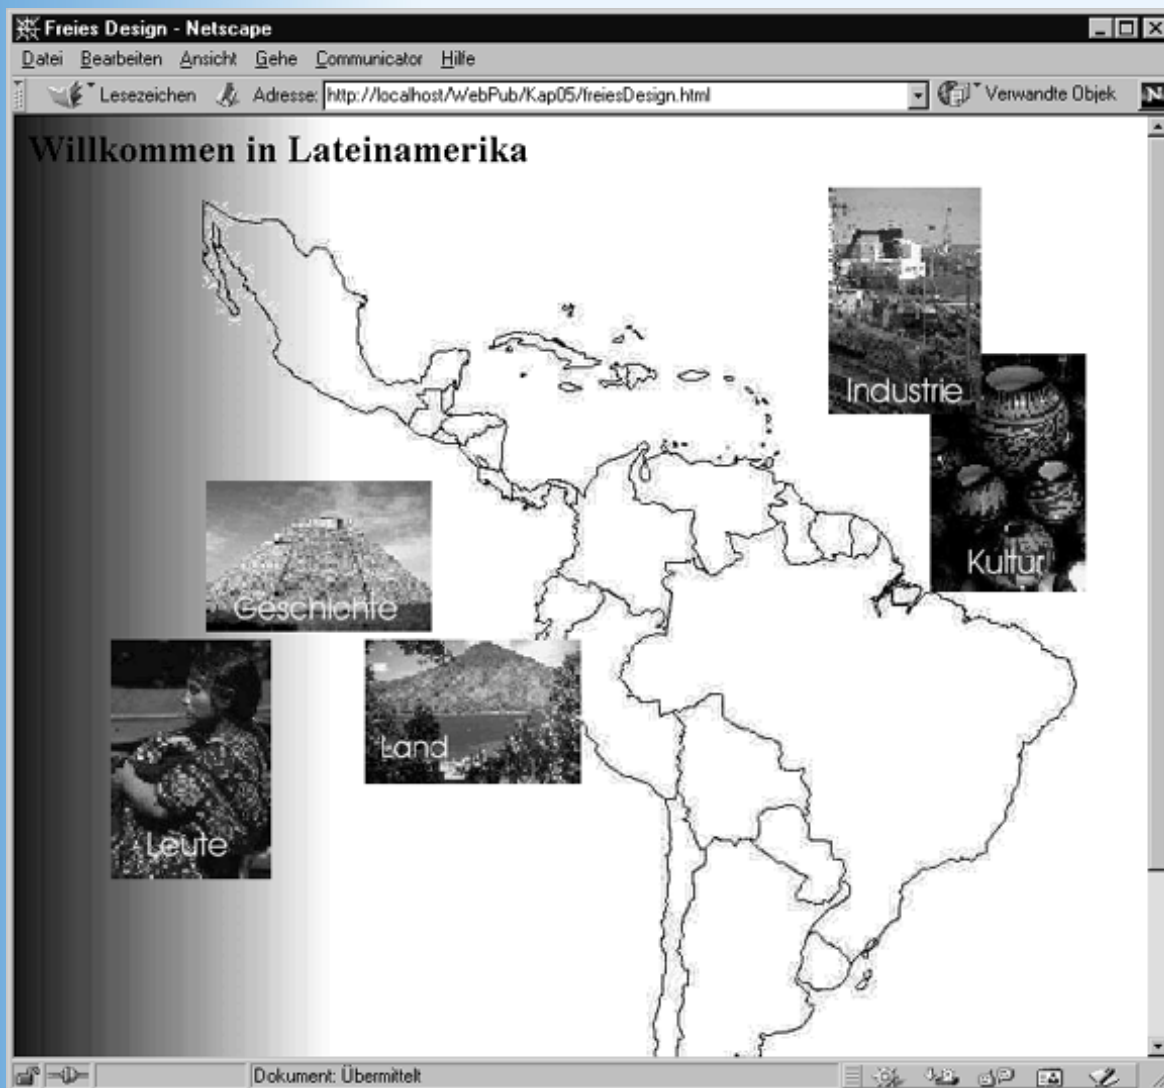 Freies Design - Netscape
Datei Bearbeiten Ansicht Gehe Communicator Hilfe
Lesezeichen Adresse: http://localhost/WebPub/Kap05/freiesDesign.html Verwandte Objek N
Willkommen in Lateinamerika
Industrie
Kultur
Geschichte
Land
Leute
Dokument: Übermittelt